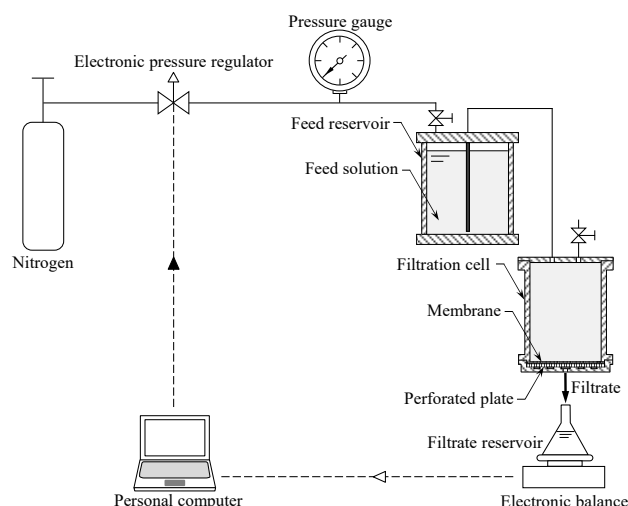 Pressure gauge
Electronic pressure regulator
Feed reservoir
Feed solution
Nitrogen
Filtration cell
Membrane
Perforated plate
Filtrate
Filtrate reservoir
Personal computer
Electronic balance